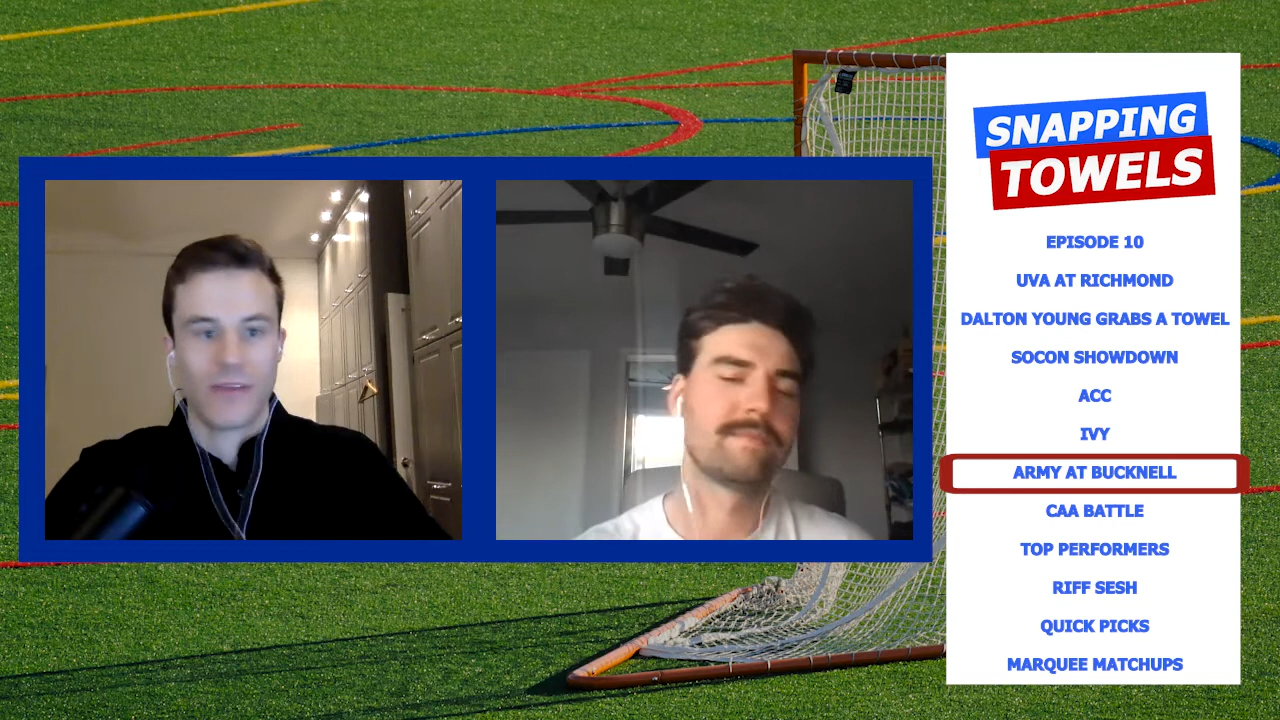 SNAPPING
TOWELS
EPISODE 10
UVA AT RICHMOND
DALTON YOUNG GRABS A TOWEL
SOCON SHOWDOWN
ACC
IVY
ARMY AT BUCKNELL
CAA BATTLE
TOP PERFORMERS
RIFF SESH
QUICK PICKS
MARQUEE MATCHUPS